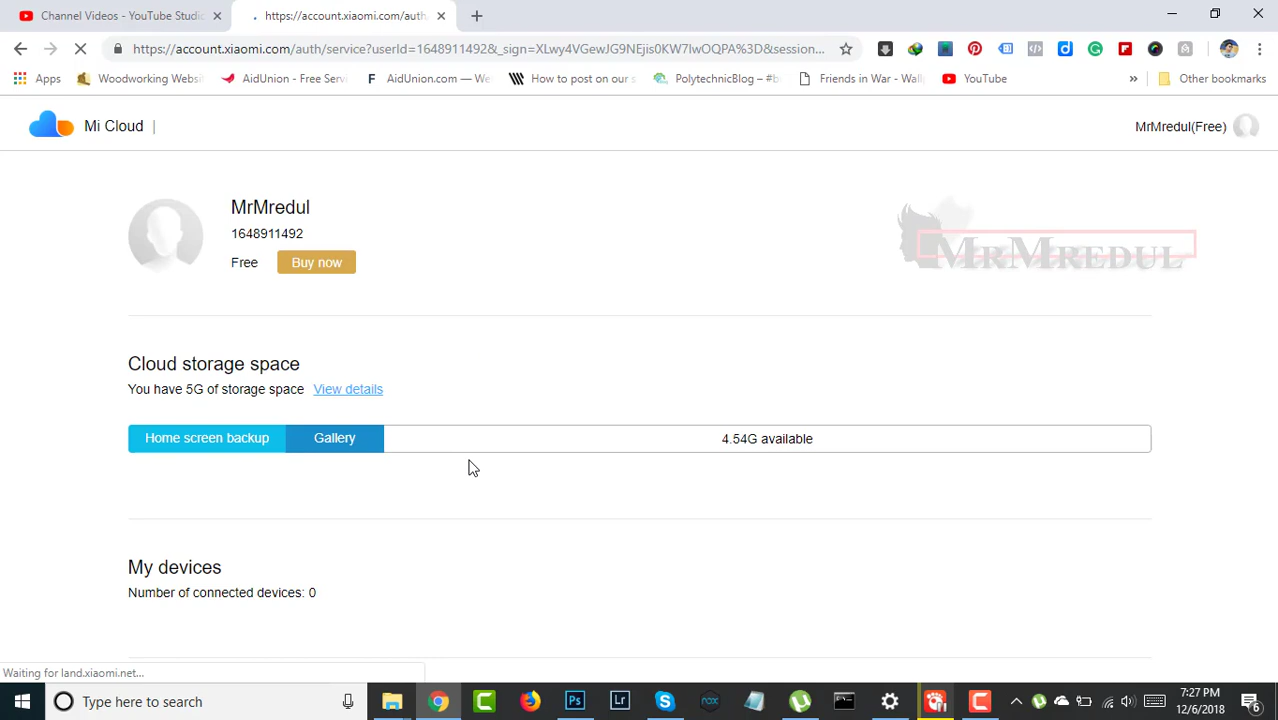 Channel Videos - YouTube Studio
https://account.xiaomi.com/auth
https://account.xiaomi.com/auth/service?userId=1648911492&_sign=XLwy4VGewJG9NEjis0KW7IwOQPA%3D&session...
Apps
Woodworking Websi
AidUnion - Free Servi
AidUnion.com — We
How to post on our s
PolytechnicBlog – #b
Friends in War - Wall
YouTube
»
Other bookmarks
Mi Cloud |
MrMredul(Free)
MrMredul
1648911492
Free
Buy now
MRMREDUL
Cloud storage space
You have 5G of storage space View details
Home screen backup
Gallery
4.54G available
My devices
Number of connected devices: 0
Waiting for land.xiaomi.net...
Type here to search
7:27 PM
12/6/2018
6